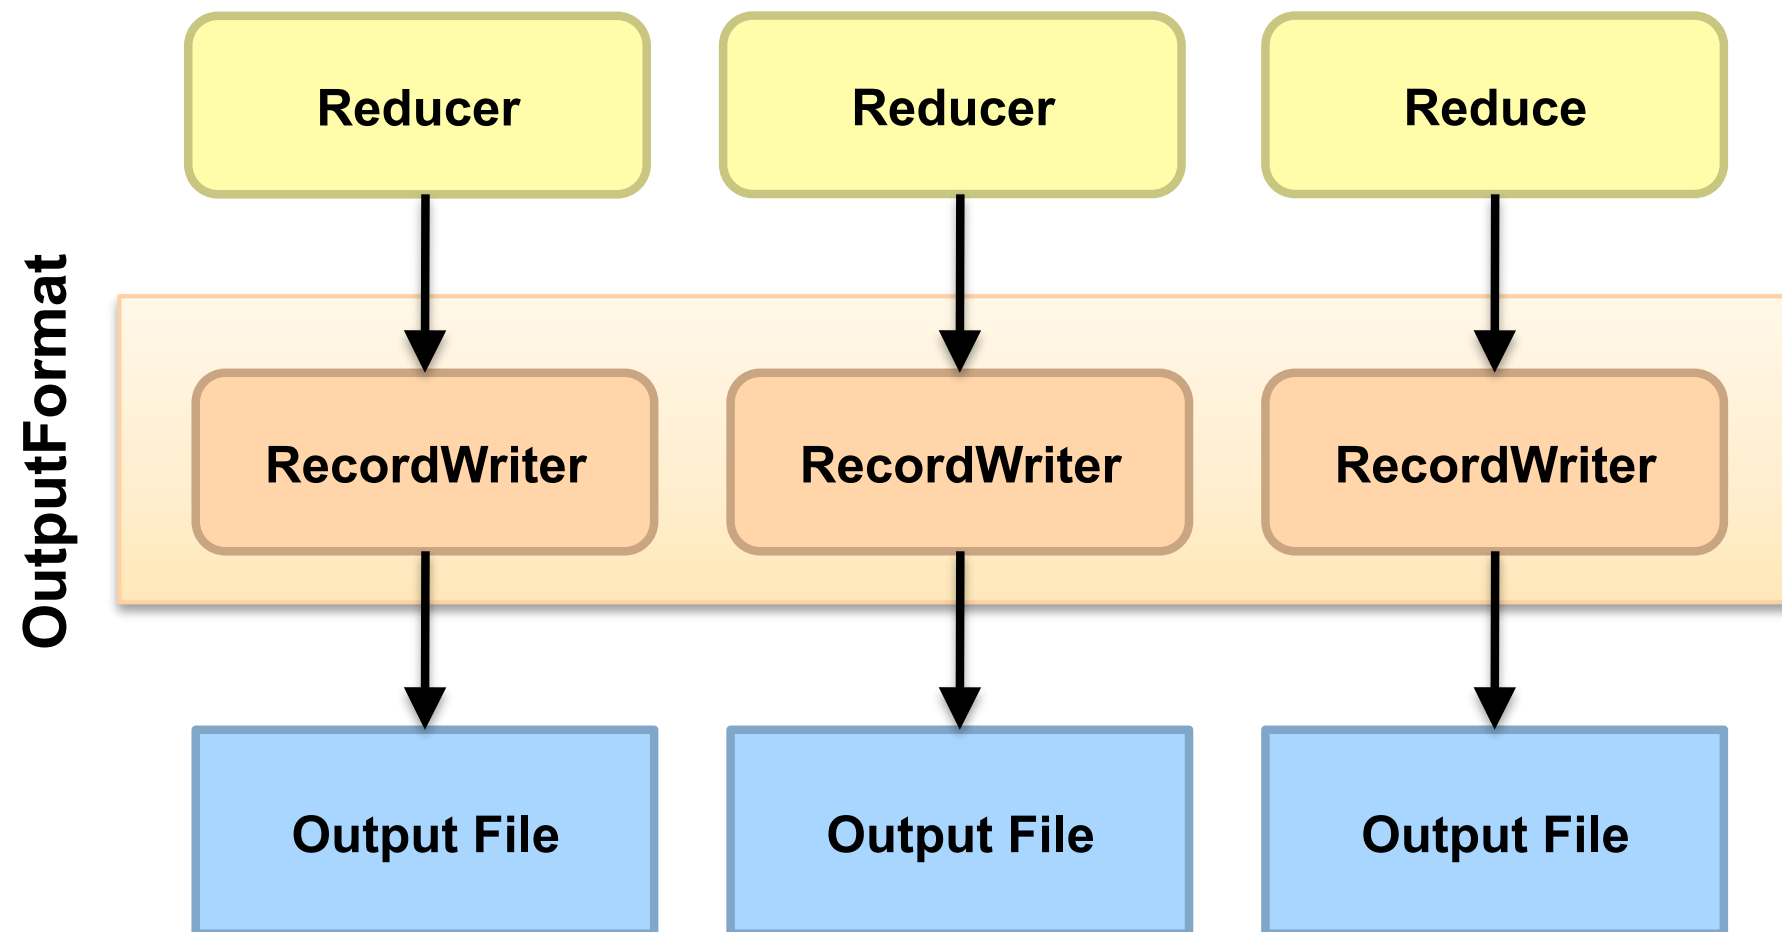 Reducer
Reducer
Reduce
OutputFormat
RecordWriter
RecordWriter
RecordWriter
Output File
Output File
Output File